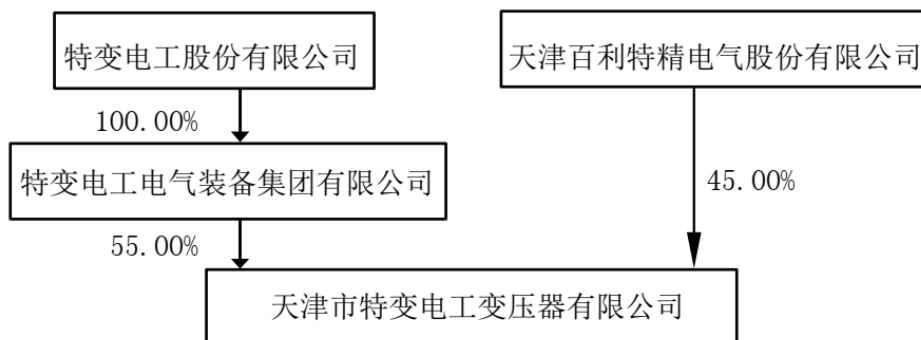 特变电工股份有限公司
天津百利特精电气股份有限公司
100.00%
特变电工电气装备集团有限公司
45.00%
55.00%
天津市特变电工变压器有限公司